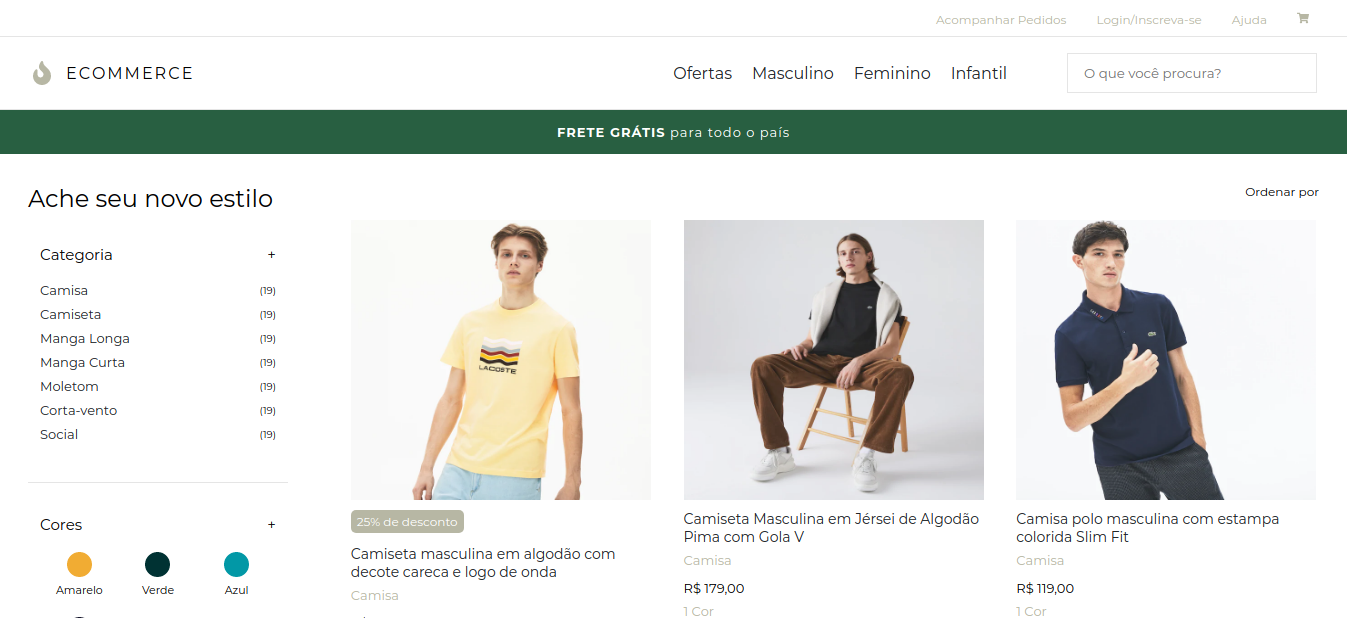 Acompanhar Pedidos
Login/Inscreva-se
Ajuda
ECOMMERCE
Ofertas
Masculino
Feminino
Infantil
O que você procura?
FRETE GRÁTIS para todo o país
Ache seu novo estilo
Ordenar por
Categoria +
Camisa (19)
Camiseta (19)
Manga Longa (19)
Manga Curta (19)
Moletom (19)
Corta-vento (19)
Social (19)
Cores +
Amarelo
Verde
Azul
LACOSTE
25% de desconto
Camiseta masculina em algodão com
decote careca e logo de onda
Camisa
Camiseta Masculina em Jérsei de Algodão
Pima com Gola V
Camisa
R$ 179,00
1 Cor
Camisa polo masculina com estampa
colorida Slim Fit
Camisa
R$ 119,00
1 Cor